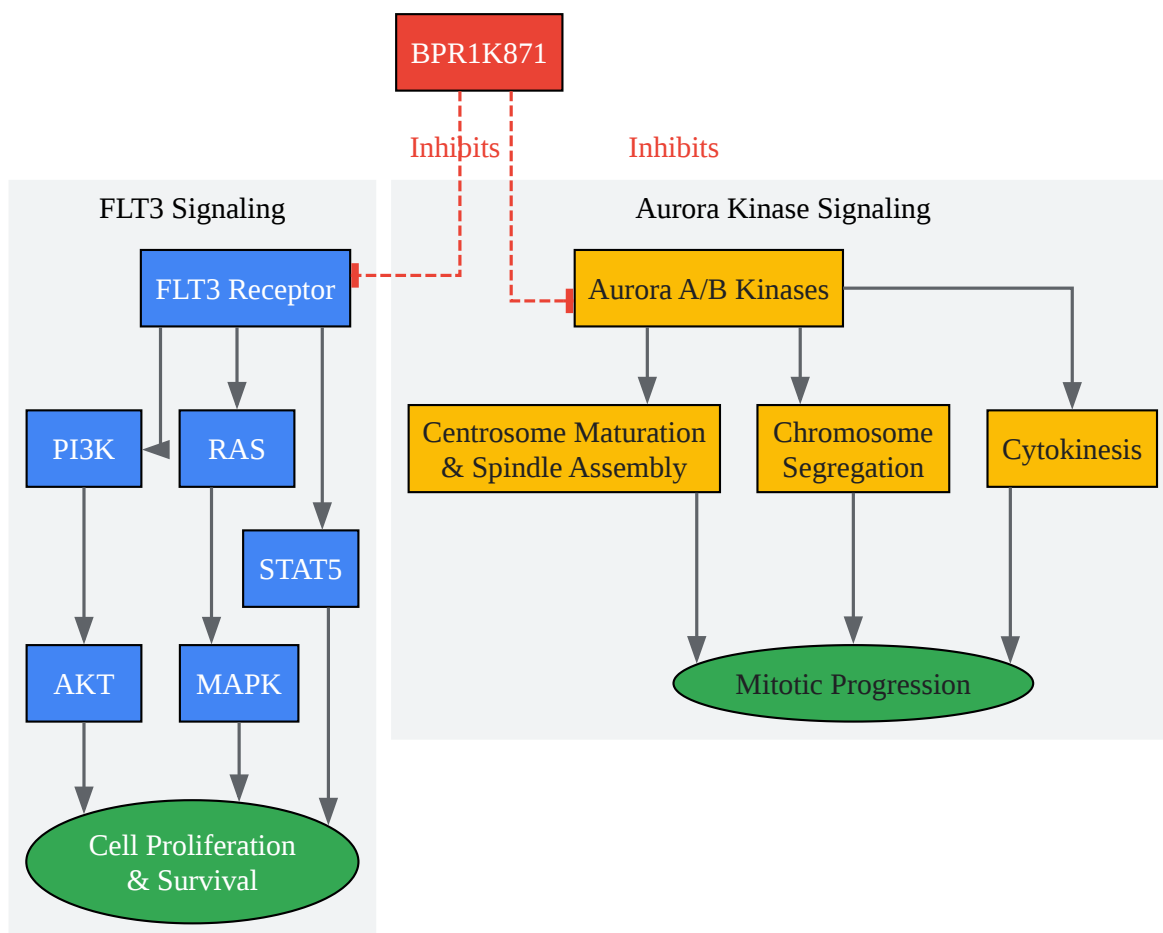 BPR1K871
Inhibits
Inhibits
FLT3 Signaling
Aurora Kinase Signaling
FLT3 Receptor
Aurora A/B Kinases
PI3K
RAS
Centrosome Maturation
& Spindle Assembly
Chromosome
Segregation
Cytokinesis
STAT5
AKT
MAPK
Mitotic Progression
Cell Proliferation
& Survival